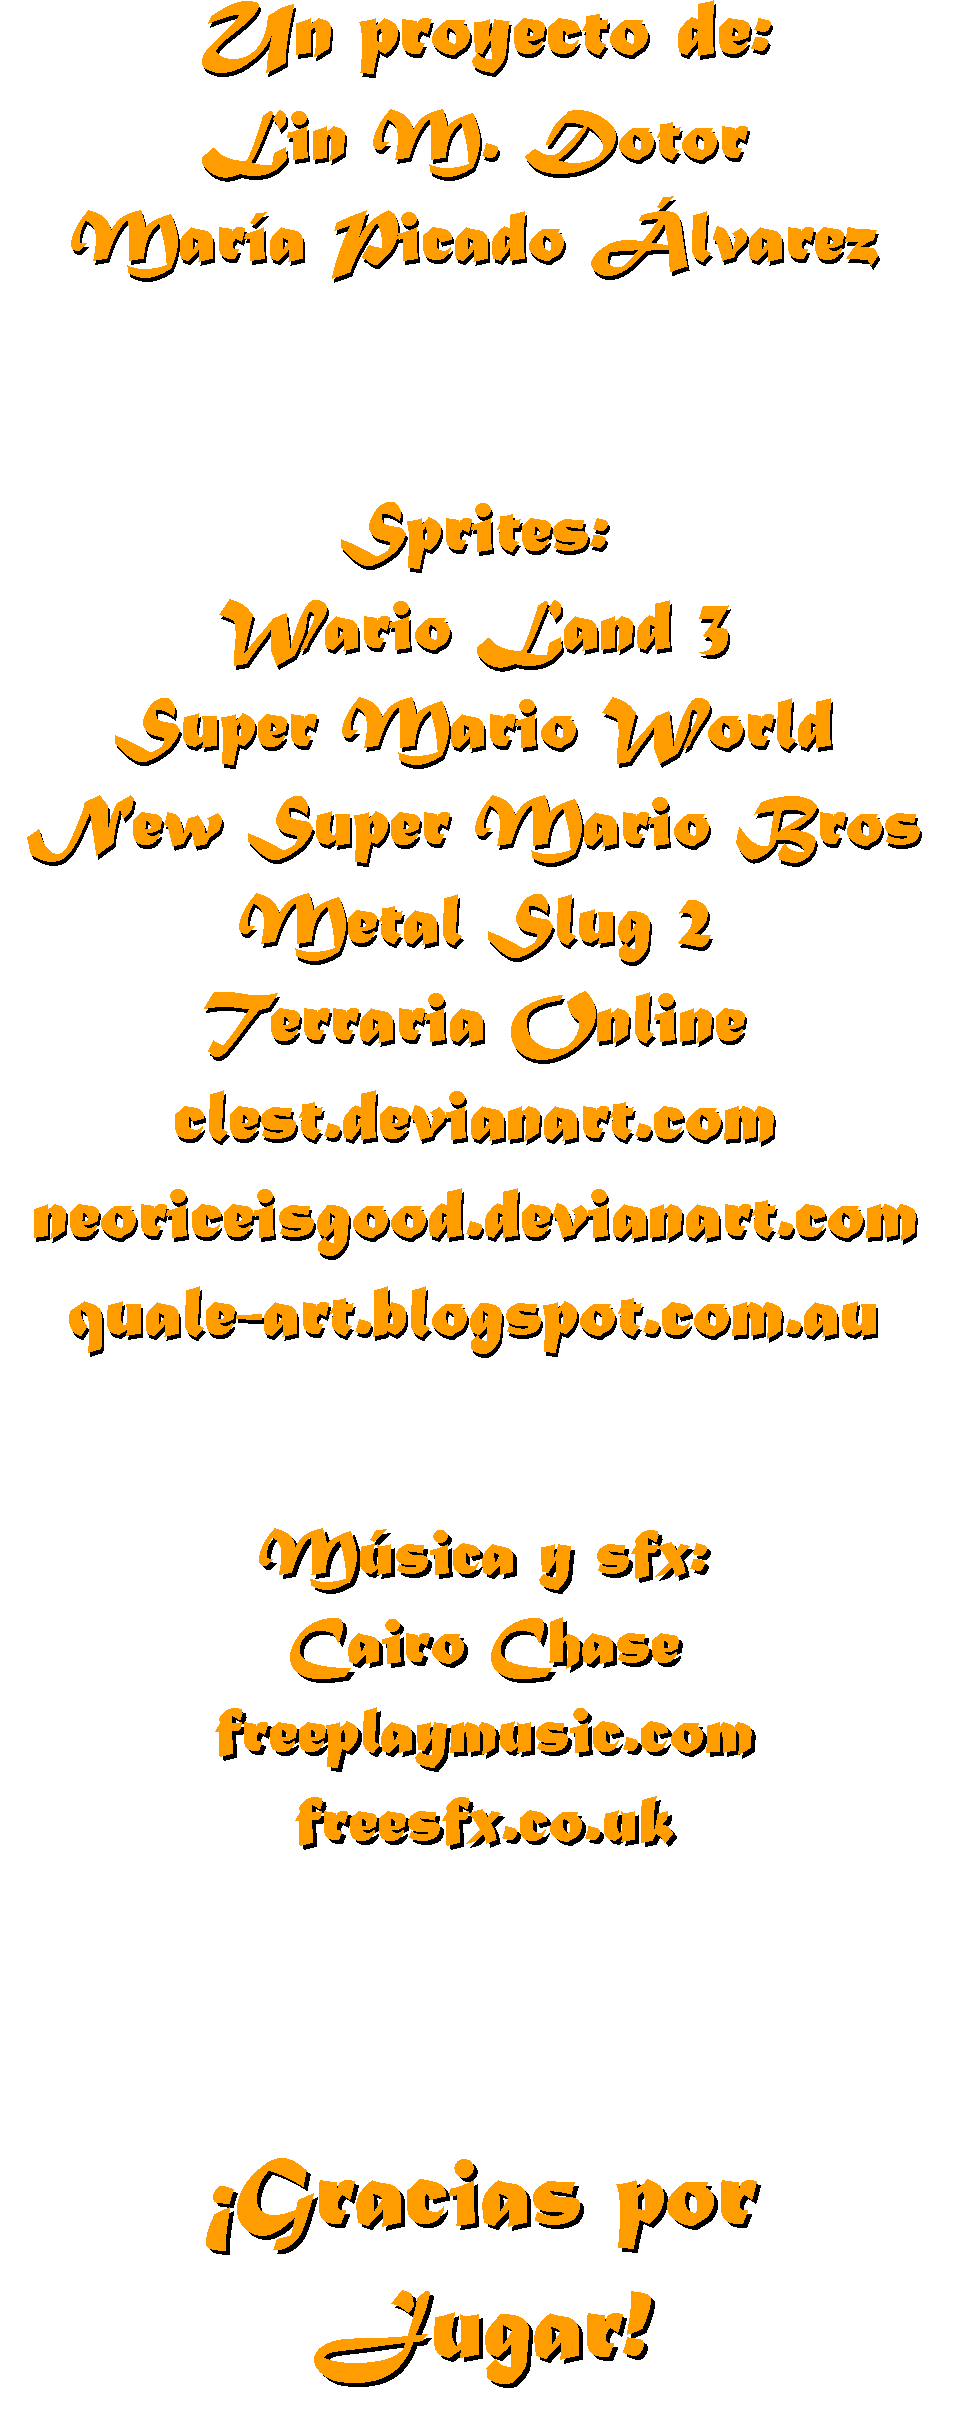 Un proyecto de:
Lin M. Dotor
María Picado Álvarez
Sprites:
Wario Land 3
Super Mario World
New Super Mario Bros
Metal Slug 2
Terraria Online
clest.devianart.com
neoriceisgood.devianart.com
quale-art.blogspot.com.au
Música y sfx:
Cairo Chase
freeplaymusic.com
freesfx.co.uk
¡Gracias por
Jugar!